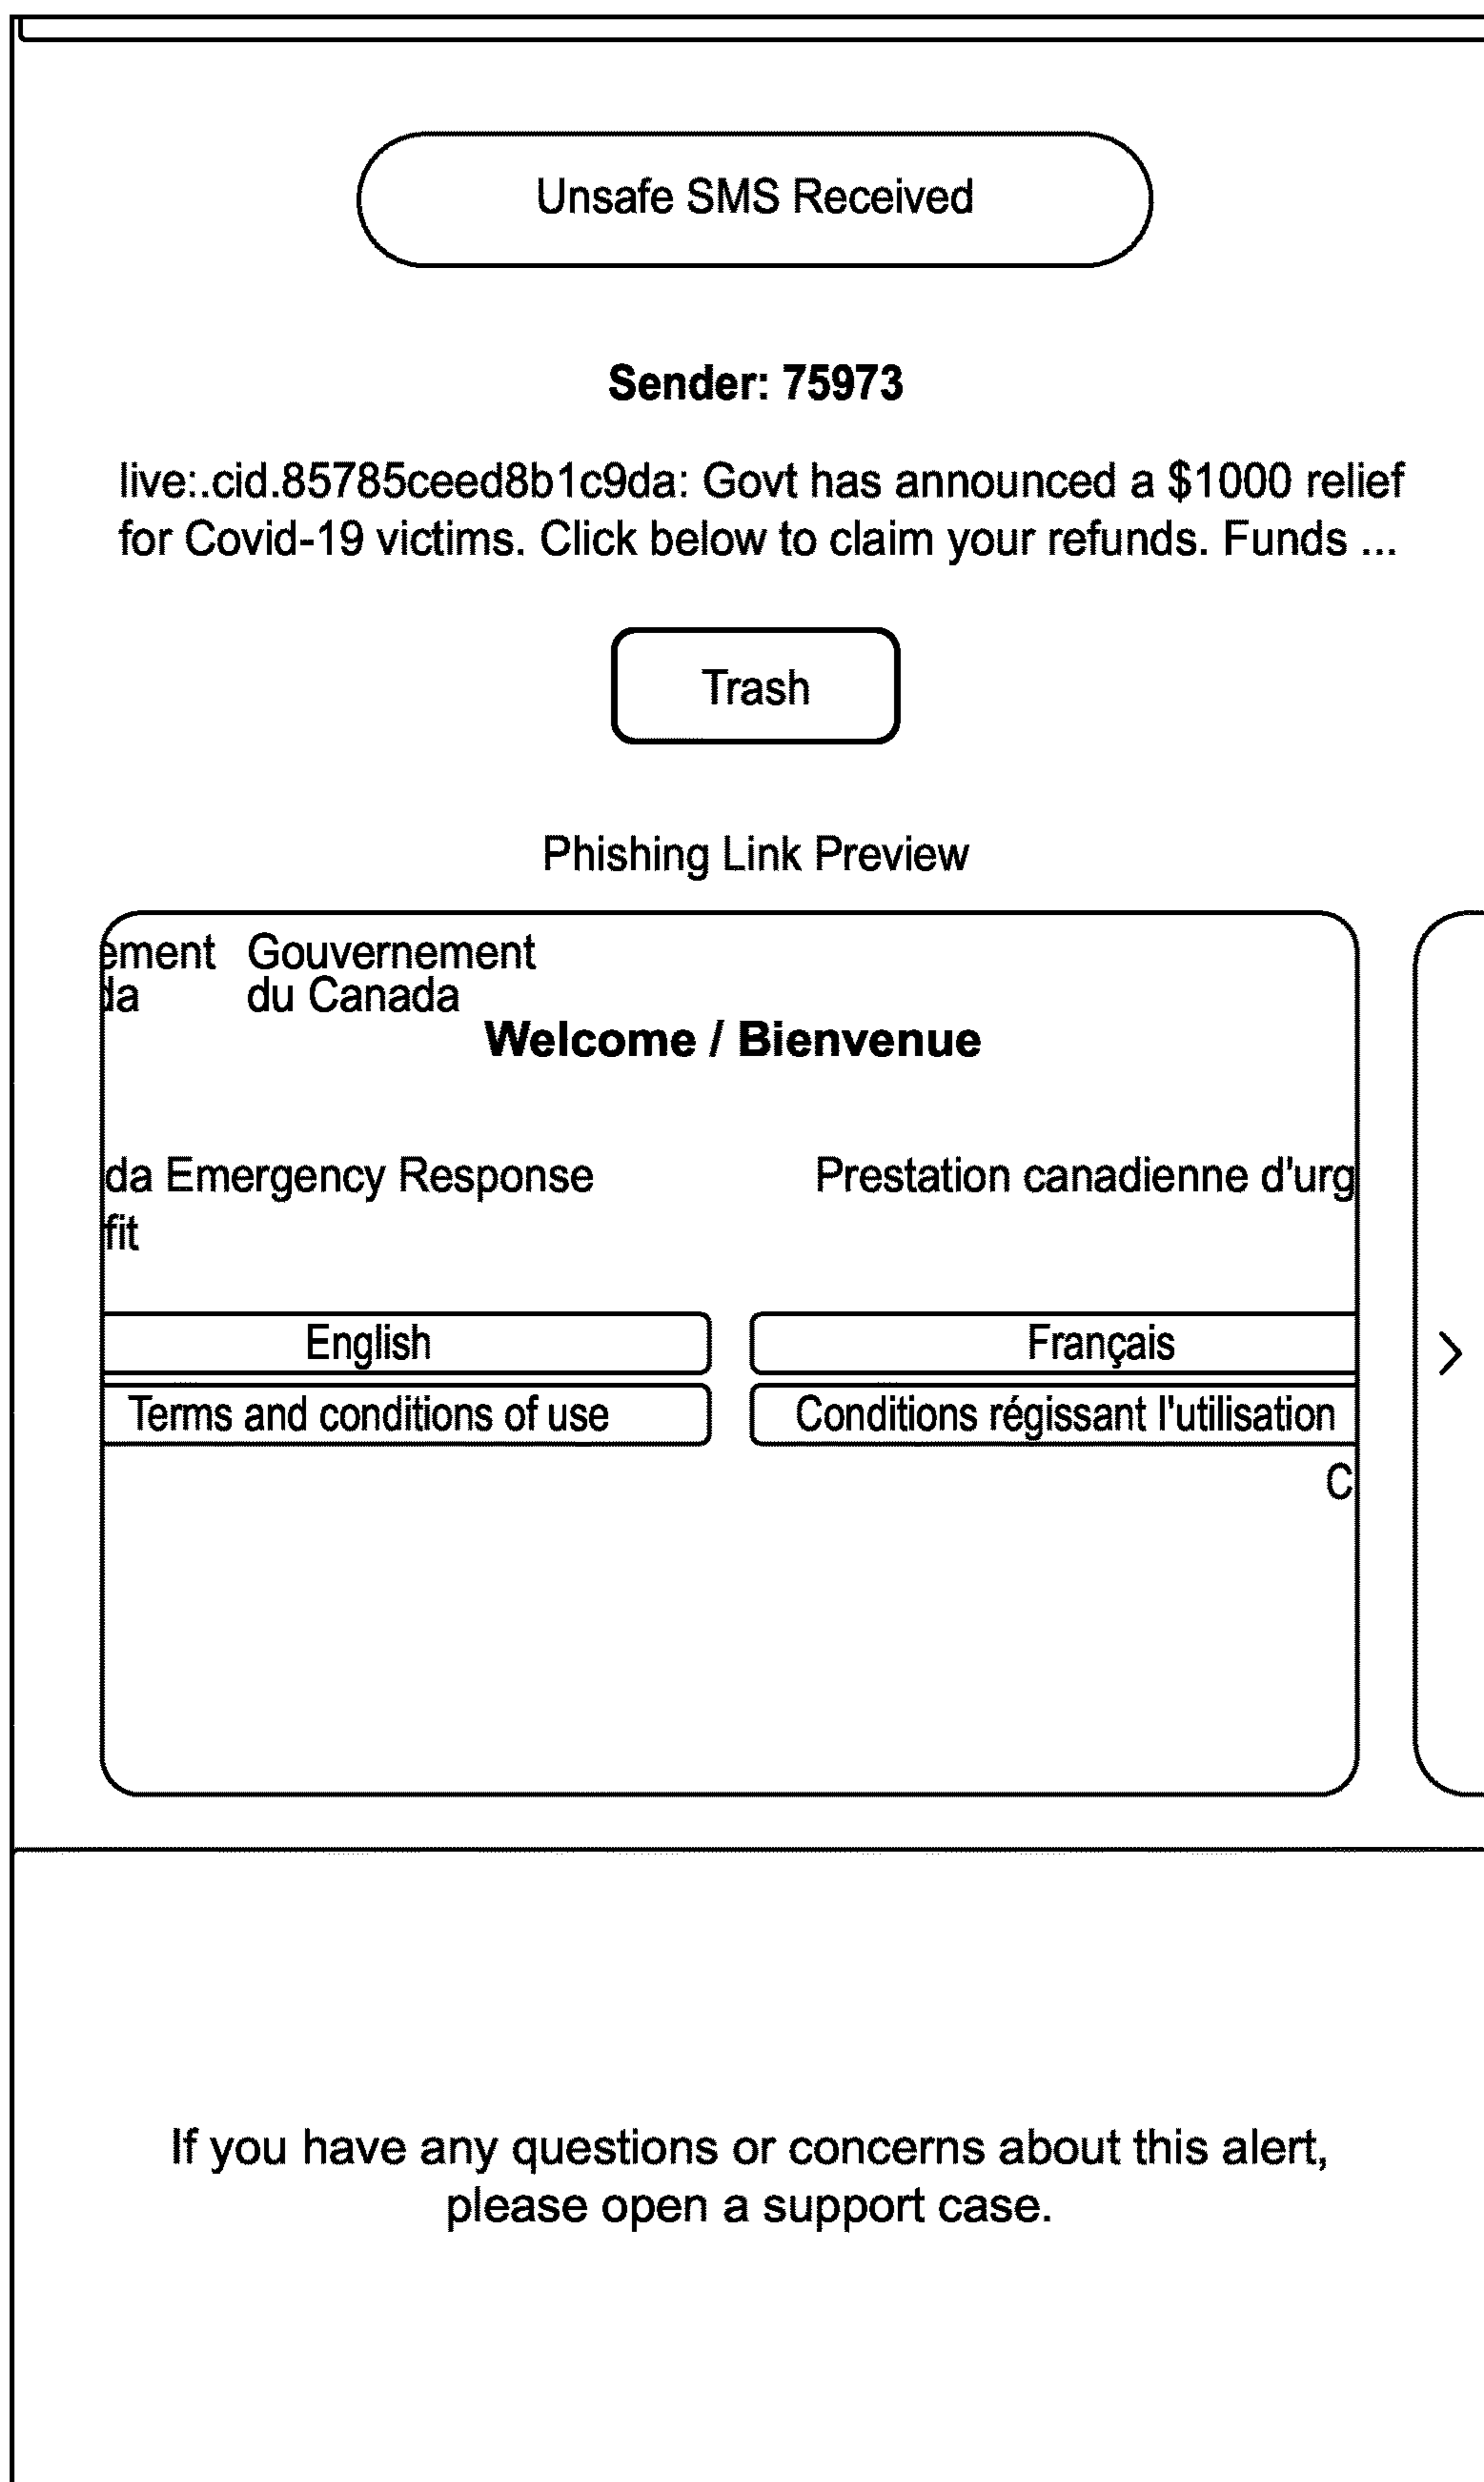 Unsafe SMS Received
Sender: 75973
live:.cid.85785ceed8b1c9da: Govt has announced a $1000 relief
for Covid-19 victims. Click below to claim your refunds. Funds ...
Trash
Phishing Link Preview
ement Gouvernement
da du Canada
Welcome / Bienvenue
da Emergency Response Prestation canadienne d'urg
fit
English Français
Terms and conditions of use Conditions régissant l'utilisation
C
If you have any questions or concerns about this alert,
please open a support case.